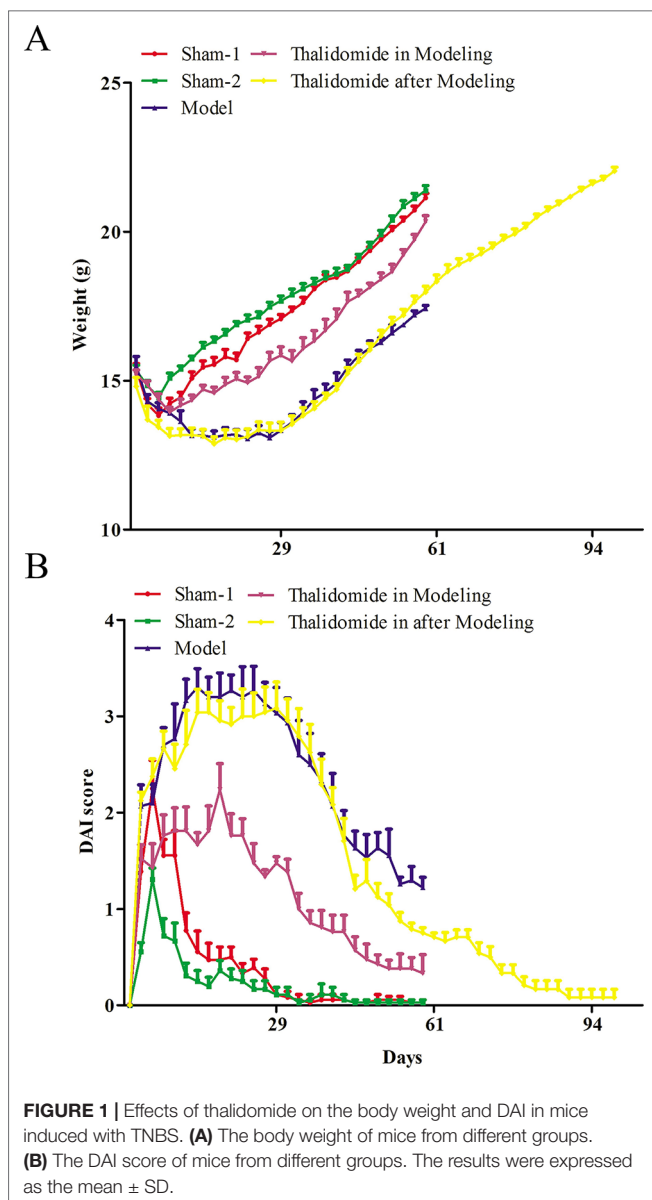 A
Sham-1 Thalidomide in Modeling
Sham-2 Thalidomide after Modeling
Model
25
20
15
10
Weight (g)
29 61 94
B
Sham-1 Thalidomide in Modeling
Sham-2 Thalidomide in after Modeling
Model
4
3
2
1
0
DAI score
29 61 94
Days
FIGURE 1 | Effects of thalidomide on the body weight and DAI in mice
induced with TNBS. (A) The body weight of mice from different groups.
(B) The DAI score of mice from different groups. The results were expressed
as the mean ± SD.